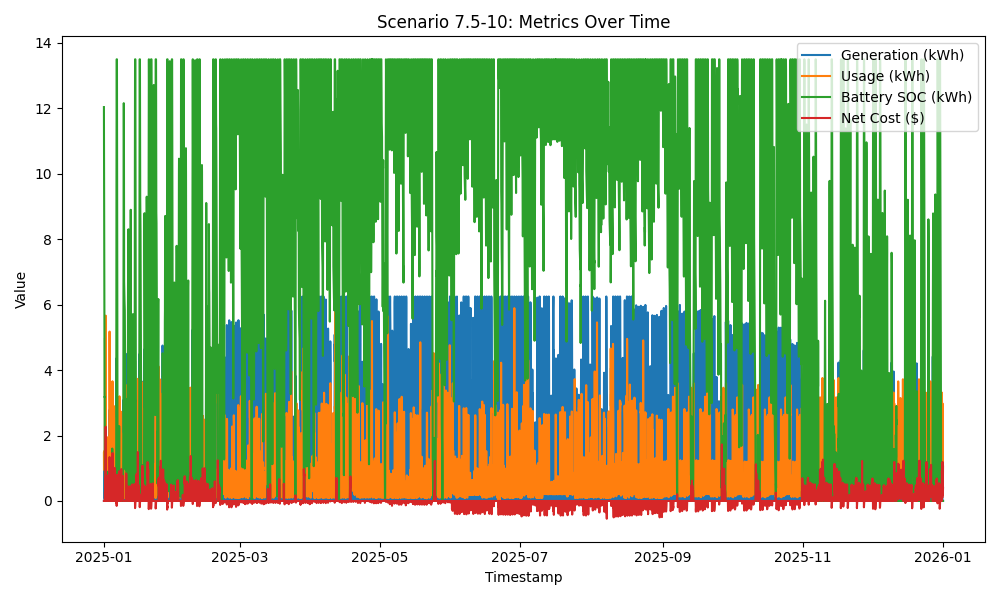 Scenario 7.5-10: Metrics Over Time
14
12
10
8
6
4
2
0
Value
Generation (kWh)
Usage (kWh)
Battery SOC (kWh)
Net Cost ($)
2025-01
2025-03
2025-05
2025-07
2025-09
2025-11
2026-01
Timestamp